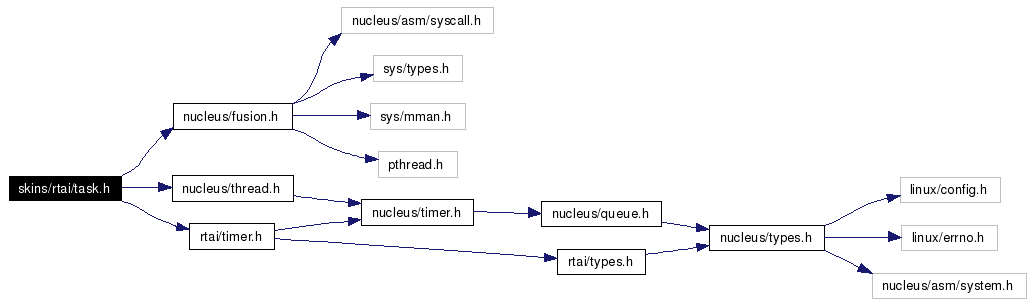 nucleus/asm/syscall.h
sys/types.h
nucleus/fusion.h
sys/mman.h
pthread.h
skins/rtai/task.h
nucleus/thread.h
linux/config.h
nucleus/timer.h
nucleus/queue.h
rtai/timer.h
nucleus/types.h
linux/errno.h
rtai/types.h
nucleus/asm/system.h